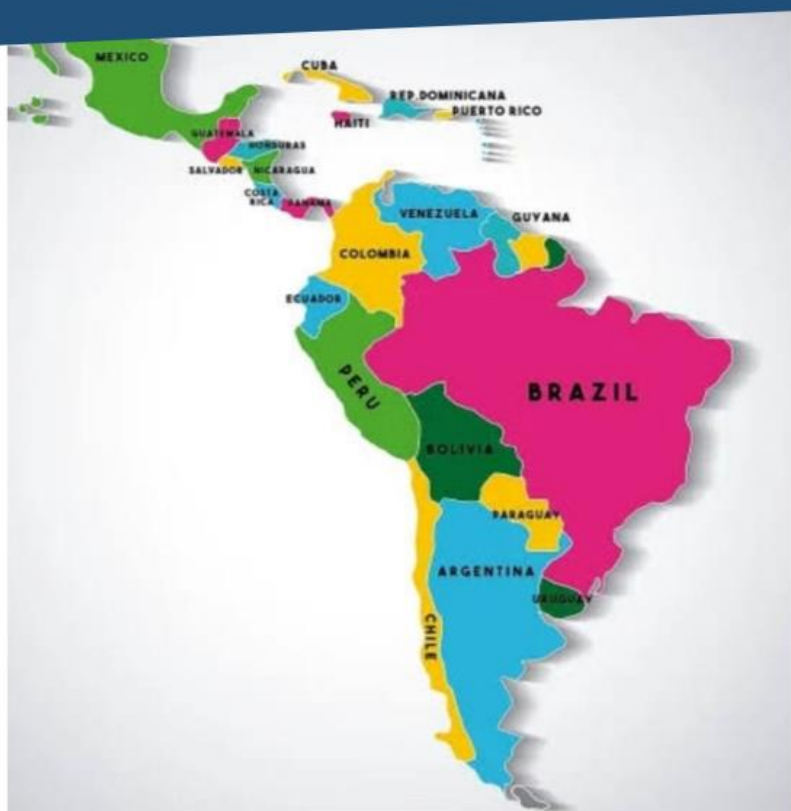 MEXICO
CUBA
REP. DOMINICANA
PUERTO RICO
HAITI
GUATEMALA
HONDURAS
SALVADOR
NICARAGUA
COSTA
RICA
PANAMA
VENEZUELA
GUYANA
COLOMBIA
ECUADOR
PERU
BRAZIL
BOLIVIA
PARAGUAY
ARGENTINA
URUGUAY
CHILE